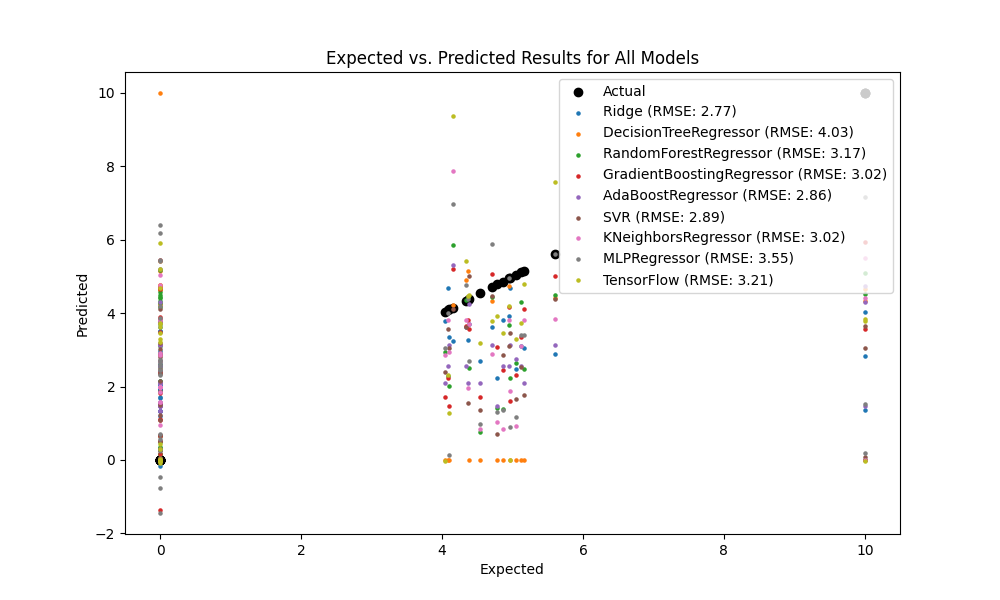 Expected vs. Predicted Results for All Models
Actual
Ridge (RMSE: 2.77)
DecisionTreeRegressor (RMSE: 4.03)
RandomForestRegressor (RMSE: 3.17)
GradientBoostingRegressor (RMSE: 3.02)
AdaBoostRegressor (RMSE: 2.86)
SVR (RMSE: 2.89)
KNeighborsRegressor (RMSE: 3.02)
MLPRegressor (RMSE: 3.55)
TensorFlow (RMSE: 3.21)
10
8
6
4
2
0
−2
Predicted
0 2 4 6 8 10
Expected